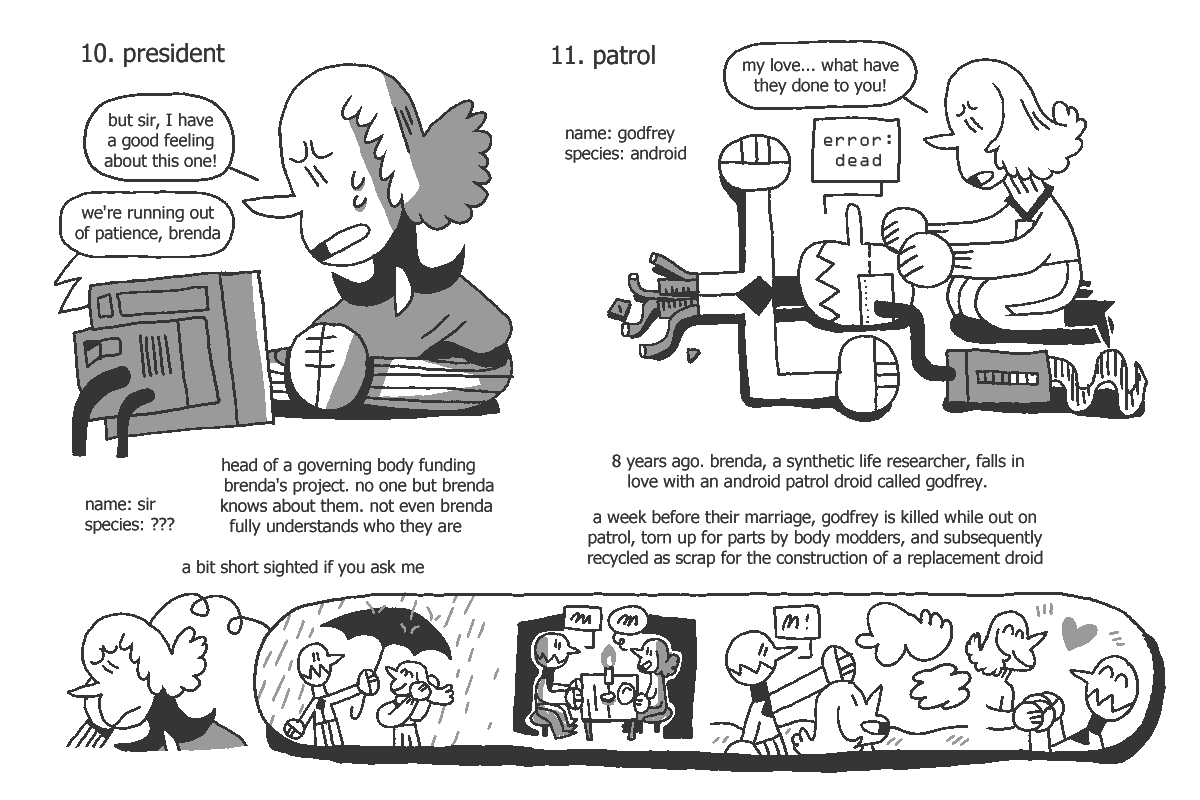 10. president
but sir, I have
a good feeling
about this one!
we're running out
of patience, brenda
head of a governing body funding
brenda's project. no one but brenda
knows about them. not even brenda
fully understands who they are
name: sir
species: ???
a bit short sighted if you ask me
11. patrol
my love... what have
they done to you!
name: godfrey
species: android
error:
dead
8 years ago. brenda, a synthetic life researcher, falls in
love with an android patrol droid called godfrey.
a week before their marriage, godfrey is killed while out on
patrol, torn up for parts by body modders, and subsequently
recycled as scrap for the construction of a replacement droid
m
m
m!